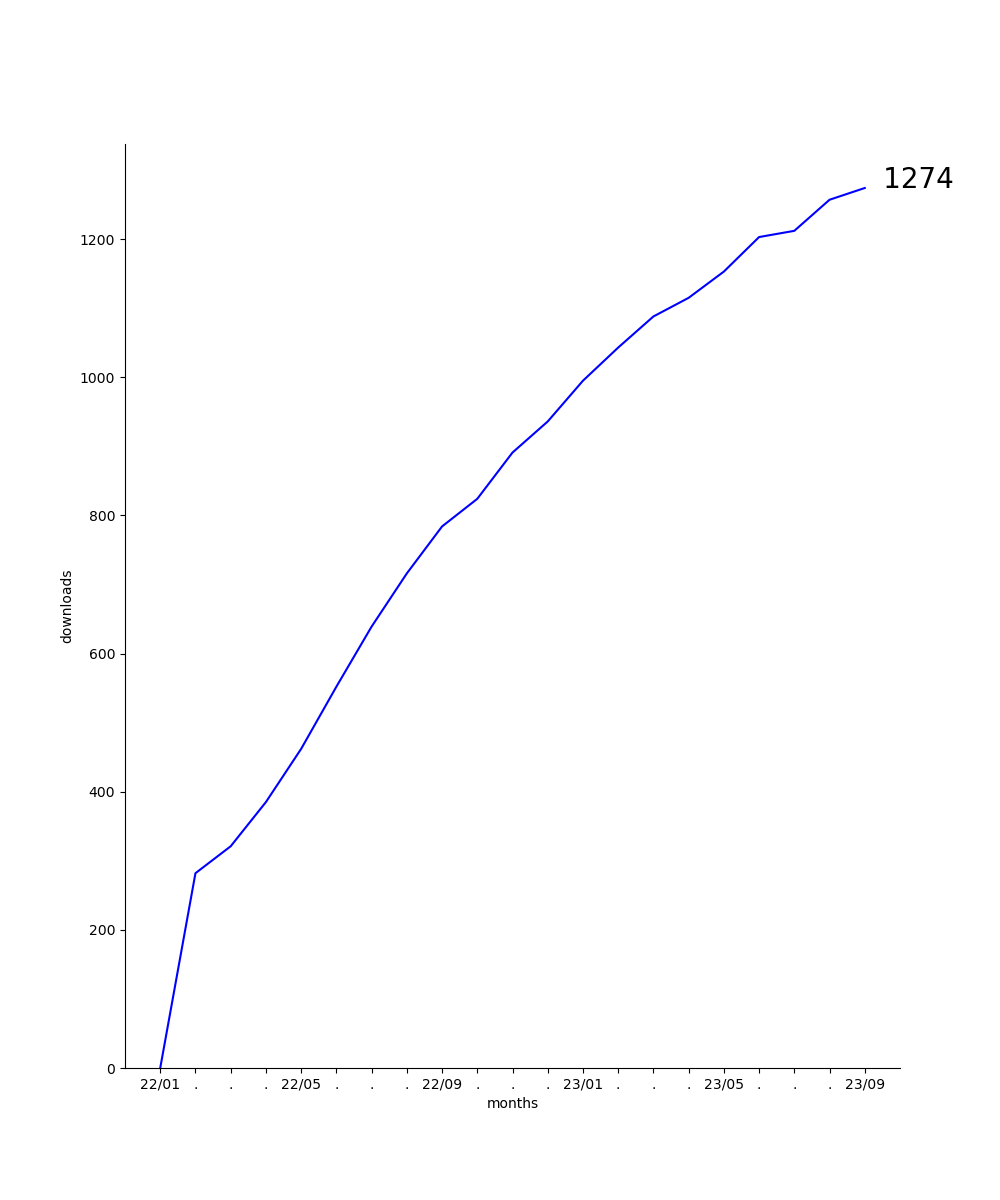 1274
1200
1000
800
600
400
200
0
downloads
22/01 . . . 22/05 . . . 22/09 . . . 23/01 . . . 23/05 . . . 23/09
months